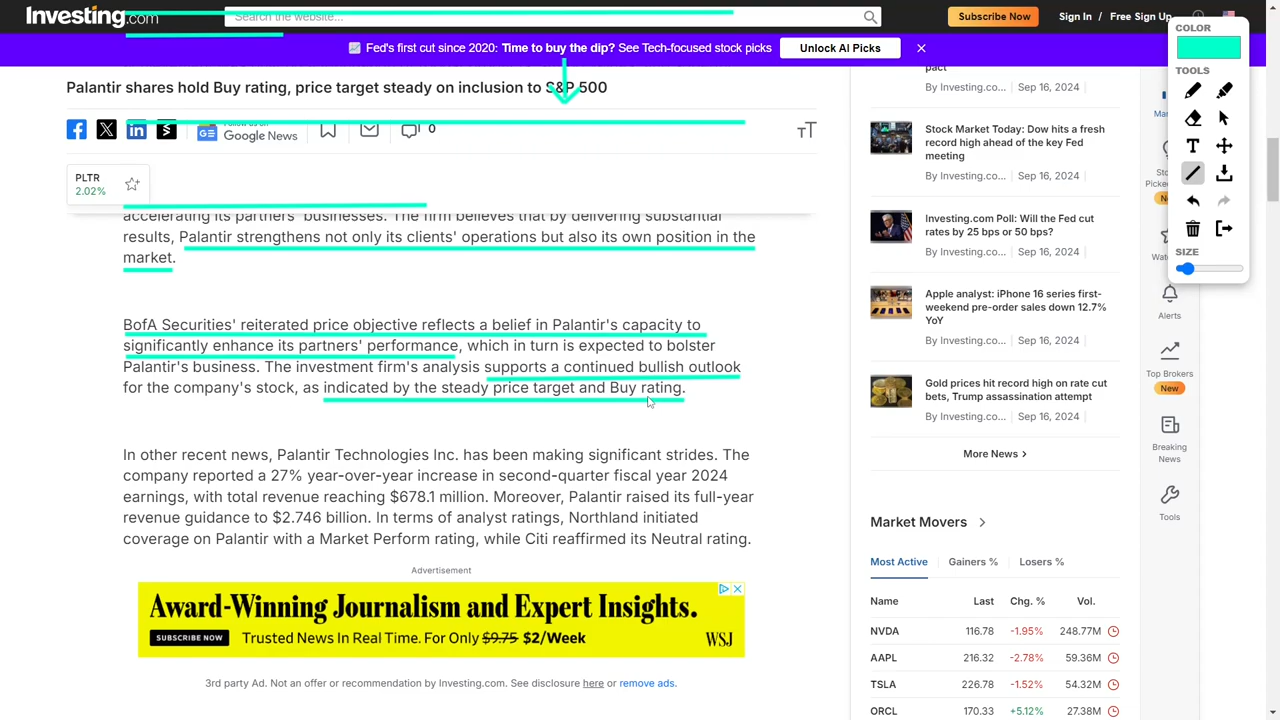 Investing.com
Search the website...
Subscribe Now
Sign In / Free Sign Up
Fed's first cut since 2020: Time to buy the dip? See Tech-focused stock picks
Unlock AI Picks
Palantir shares hold Buy rating, price target steady on inclusion to S&P 500
Google News
0
TT
PLTR
2.02%
accelerating its partners' businesses. The firm believes that by delivering substantial
results, Palantir strengthens not only its clients' operations but also its own position in the
market.
BofA Securities' reiterated price objective reflects a belief in Palantir's capacity to
significantly enhance its partners' performance, which in turn is expected to bolster
Palantir's business. The investment firm's analysis supports a continued bullish outlook
for the company's stock, as indicated by the steady price target and Buy rating.
In other recent news, Palantir Technologies Inc. has been making significant strides. The
company reported a 27% year-over-year increase in second-quarter fiscal year 2024
earnings, with total revenue reaching $678.1 million. Moreover, Palantir raised its full-year
revenue guidance to $2.746 billion. In terms of analyst ratings, Northland initiated
coverage on Palantir with a Market Perform rating, while Citi reaffirmed its Neutral rating.
Advertisement
Award-Winning Journalism and Expert Insights.
SUBSCRIBE NOW
Trusted News In Real Time. For Only $9.75 $2/Week
WSJ
3rd party Ad. Not an offer or recommendation by Investing.com. See disclosure here or remove ads.
pact
By Investing.co... | Sep 16, 2024
Stock Market Today: Dow hits a fresh
record high ahead of the key Fed
meeting
By Investing.co... | Sep 16, 2024
Investing.com Poll: Will the Fed cut
rates by 25 bps or 50 bps?
By Investing.co... | Sep 16, 2024
Apple analyst: iPhone 16 series first-
weekend pre-order sales down 12.7%
YoY
By Investing.co... | Sep 16, 2024
Gold prices hit record high on rate cut
bets, Trump assassination attempt
By Investing.co... | Sep 16, 2024
More News
Market Movers
Most Active
Gainers %
Losers %
Name Last Chg. % Vol.
NVDA 116.78 -1.95% 248.77M
AAPL 216.32 -2.78% 59.36M
TSLA 226.78 -1.52% 54.32M
ORCL 170.33 +5.12% 27.38M
Alerts
Top Brokers
New
Breaking
News
Tools
COLOR
TOOLS
T
SIZE